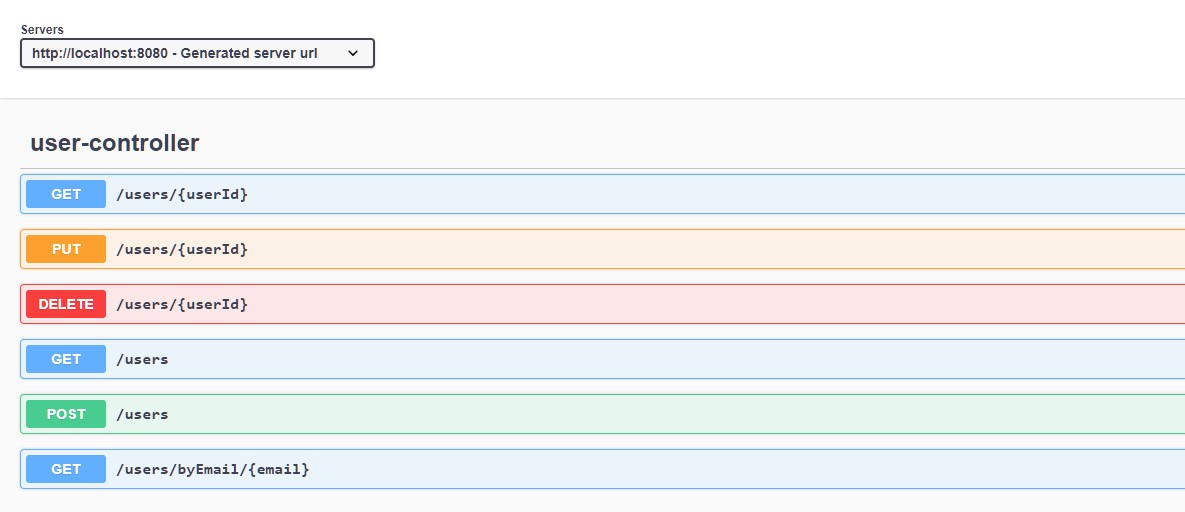 Servers
http://localhost:8080 - Generated server url
user-controller
GET /users/{userId}
PUT /users/{userId}
DELETE /users/{userId}
GET /users
POST /users
GET /users/byEmail/{email}